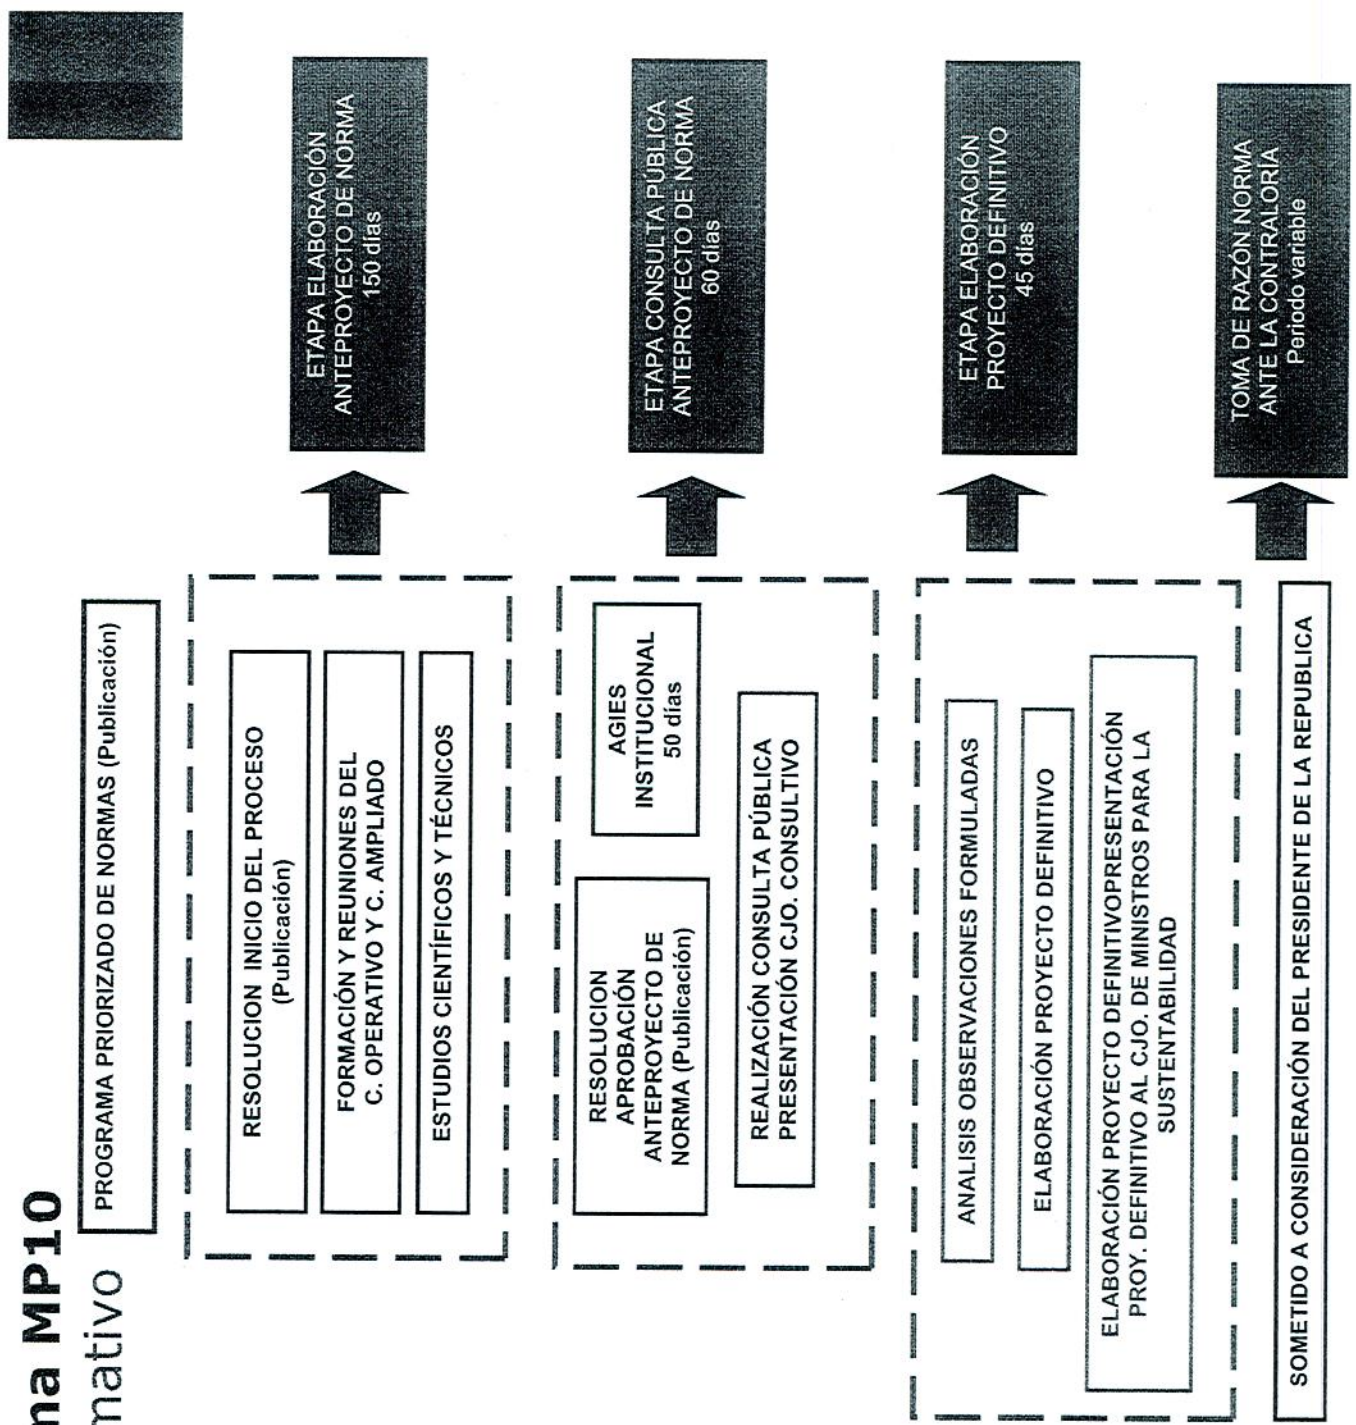 na MP10
mativo
PROGRAMA PRIORIZADO DE NORMAS (Publicación)
RESOLUCION INICIO DEL PROCESO
(Publicación)
FORMACIÓN Y REUNIONES DEL
C. OPERATIVO Y C. AMPLIADO
ESTUDIOS CIENTÍFICOS Y TÉCNICOS
ETAPA ELABORACIÓN
ANTEPROYECTO DE NORMA
150 días
RESOLUCION
APROBACIÓN
ANTEPROYECTO DE
NORMA (Publicación)
AGIES
INSTITUCIONAL
50 días
REALIZACIÓN CONSULTA PÚBLICA
PRESENTACIÓN CJO. CONSULTIVO
ETAPA CONSULTA PÚBLICA
ANTEPROYECTO DE NORMA
60 días
ANALISIS OBSERVACIONES FORMULADAS
ELABORACIÓN PROYECTO DEFINITIVO
ELABORACIÓN PROYECTO DEFINITIVOPRESENTACIÓN
PROY. DEFINITIVO AL CJO. DE MINISTROS PARA LA
SUSTENTABILIDAD
ETAPA ELABORACIÓN
PROYECTO DEFINITIVO
45 días
SOMETIDO A CONSIDERACIÓN DEL PRESIDENTE DE LA REPUBLICA
TOMA DE RAZÓN NORMA
ANTE LA CONTRALORÍA
Periodo variable